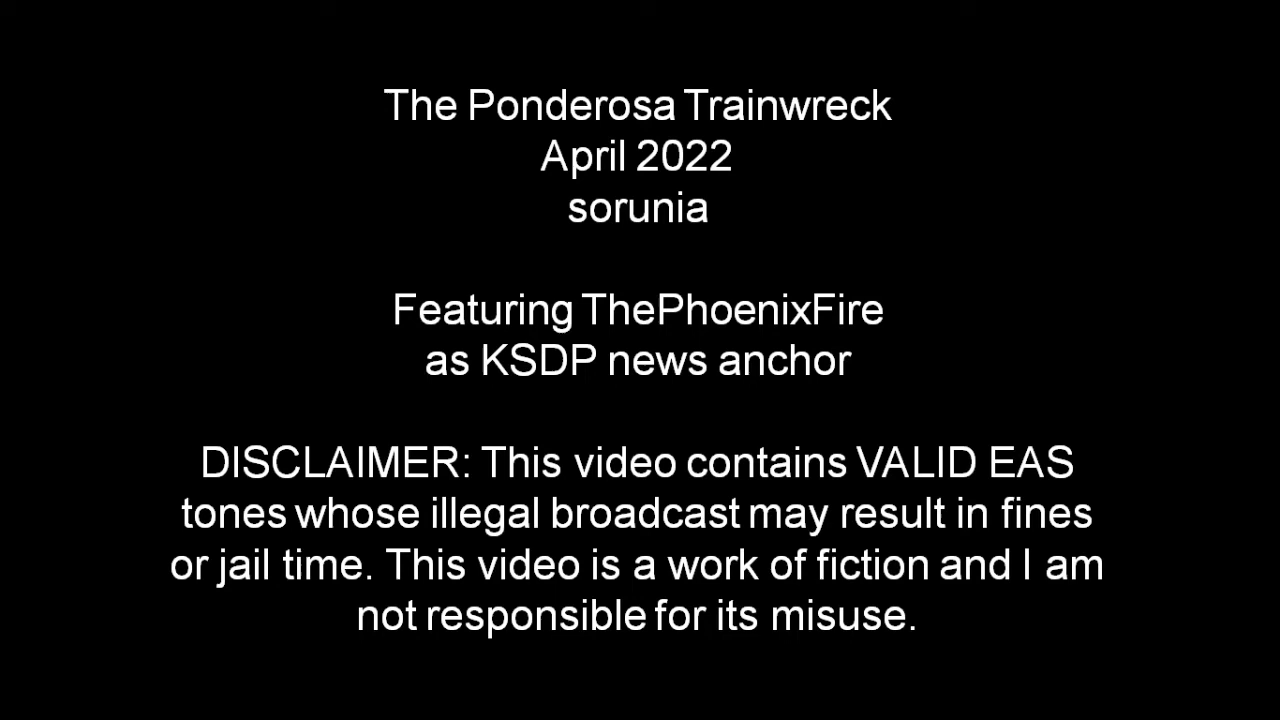 The Ponderosa Trainwreck
April 2022
sorunia
Featuring ThePhoenixFire
as KSDP news anchor
DISCLAIMER: This video contains VALID EAS
tones whose illegal broadcast may result in fines
or jail time. This video is a work of fiction and I am
not responsible for its misuse.